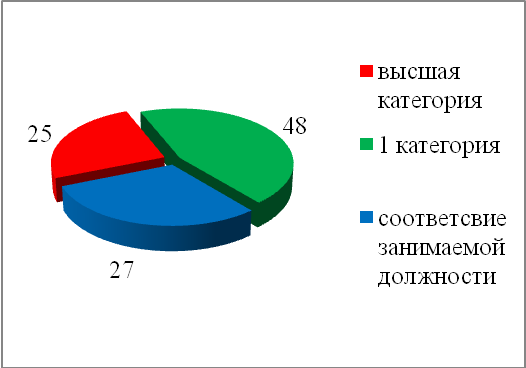 25
48
27
высшая
категория
1 категория
соответсвие
занимаемой
должности